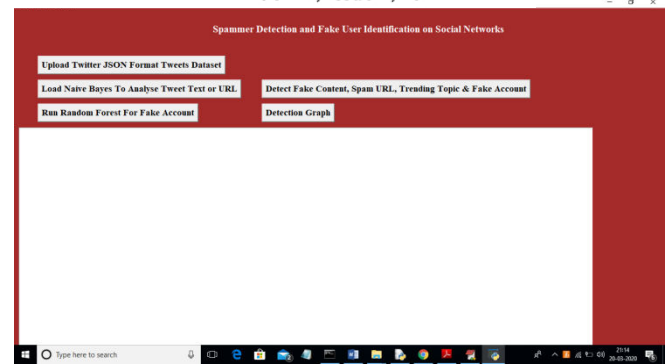 Spammer Detection and Fake User Identification on Social Networks
Upload Twitter JSON Format Tweets Dataset
Load Naive Bayes To Analyse Tweet Text or URL
Detect Fake Content, Spam URL, Trending Topic & Fake Account
Run Random Forest For Fake Account
Detection Graph
Type here to search
21:14
20-03-2020